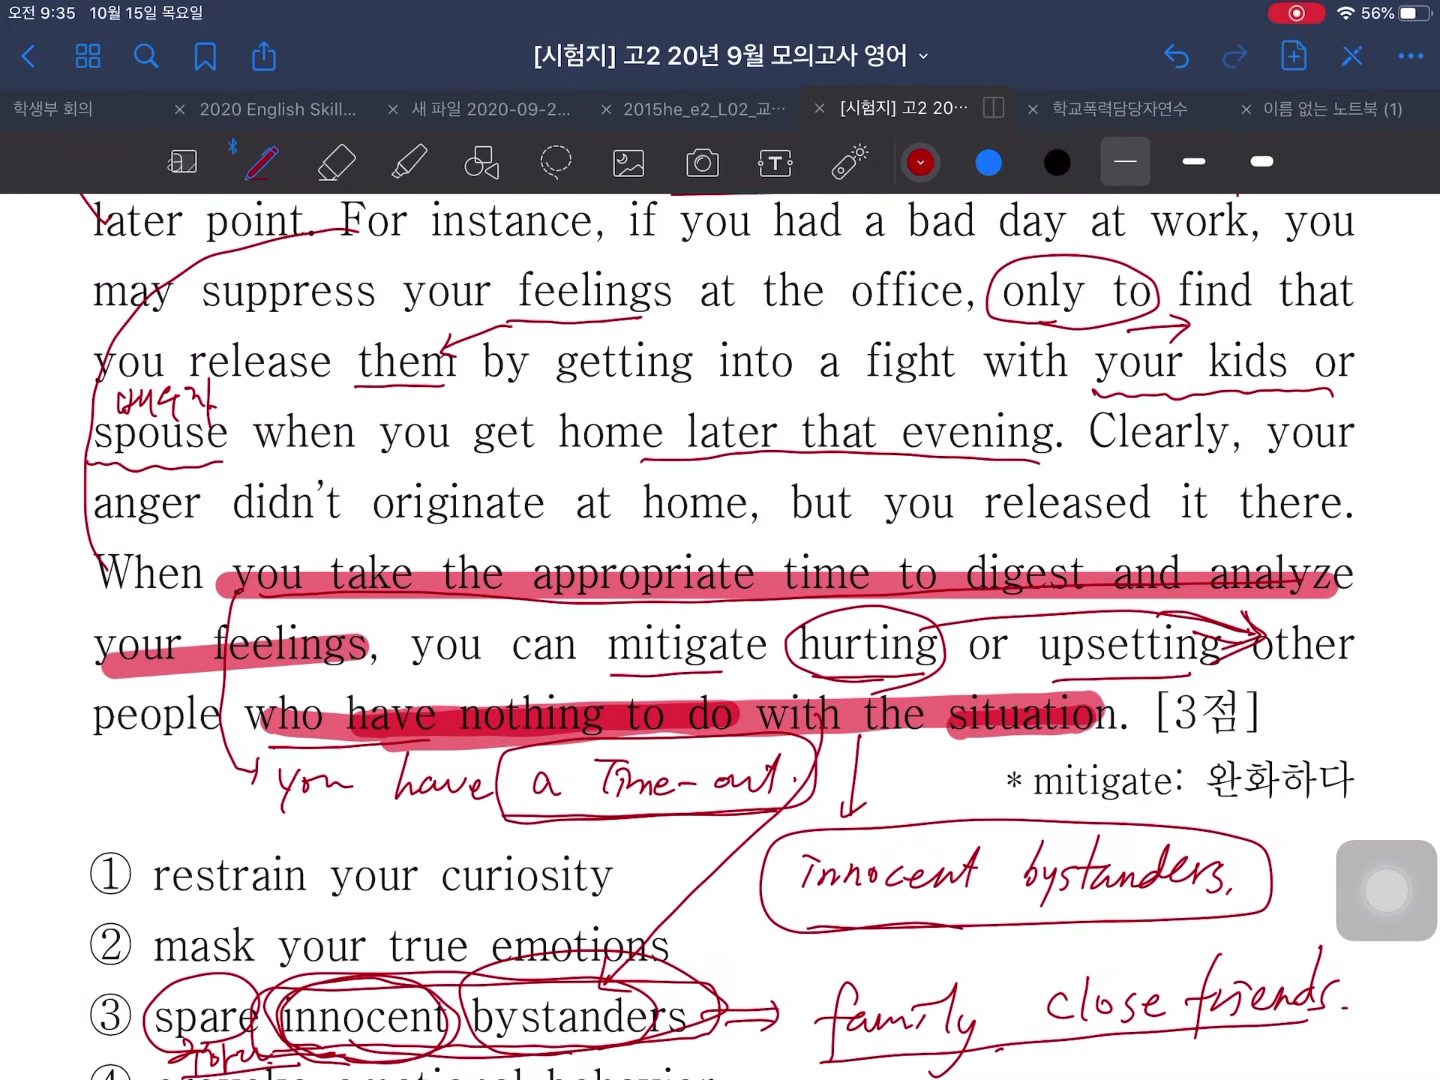 오전 9:35 10월 15일 목요일 56%
[시험지] 고2 20년 9월 모의고사 영어
학생부 회의 × 2020 English Skill... × 새 파일 2020-09-2... × 2015he_e2_L02_교... × [시험지] 고2 20... × 학교폭력담당자연수 × 이름 없는 노트북 (1)
later point. For instance, if you had a bad day at work, you
may suppress your feelings at the office, only to find that
you release them by getting into a fight with your kids or
배우자
spouse when you get home later that evening. Clearly, your
anger didn't originate at home, but you released it there.
When you take the appropriate time to digest and analyze
your feelings, you can mitigate hurting or upsetting other
people who have nothing to do with the situation. [3점]
you have a Time-out.
* mitigate: 완화하다
① restrain your curiosity
innocent bystanders.
② mask your true emotions
③ spare innocent bystanders ⇒ family close friends.
구하다
④ provoke emotional behavior